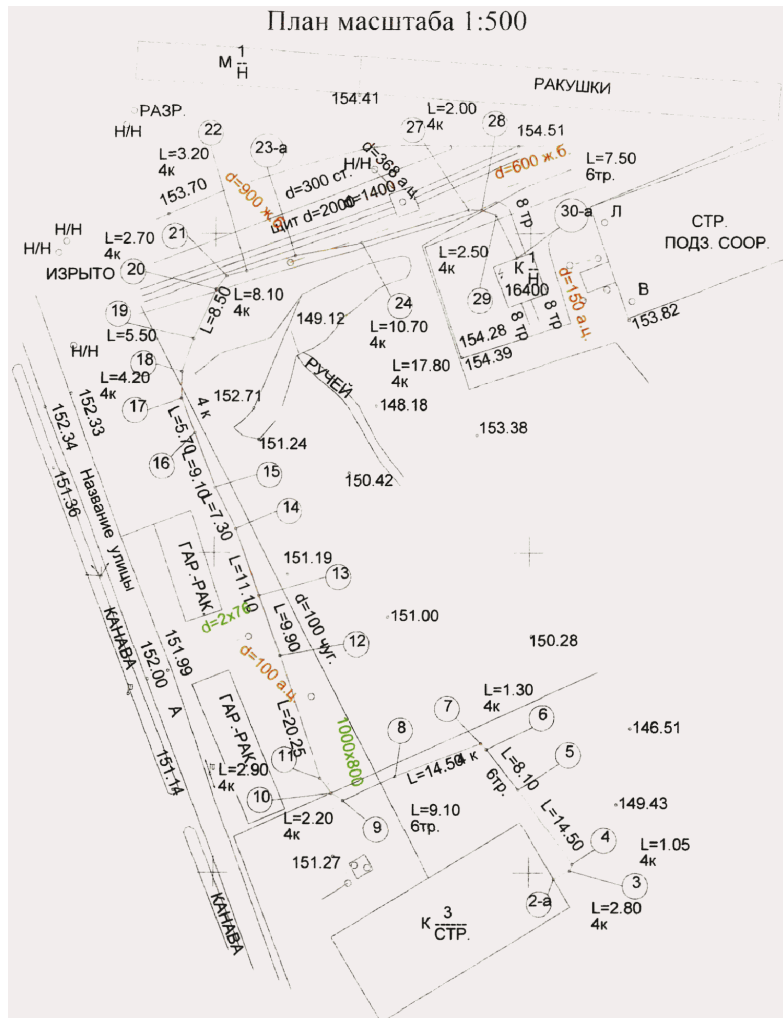 План масштаба 1:500
М 1/Н
РАКУШКИ
154.41
РАЗР.
Н/Н
L=2.00
4к
27
28
154.51
22
23-а
L=3.20
4к
153.70
d=900 ж.б.
d=300 ст.
Н/Н
d=368 а.ц.
d=1400
щит d=2000
d=600 ж.б.
L=7.50
6тр.
8 тр
30-а
Л
СТР.
ПОДЗ. СООР.
Н/Н
Н/Н
21
L=2.70
4к
ИЗРЫТО
20
L=2.50
4к
К 1/Н
16400
d=150 а.ц.
29
8 тр
8 тр
В
153.82
19
L=8.50
L=8.10
4к
149.12
24
L=10.70
4к
154.28
154.39
L=5.50
4к
Н/Н
18
L=4.20
4к
17
152.71
4 к
РУЧЕЙ
L=17.80
4к
148.18
152.33
152.34
151.24
153.38
L=5.70
16
L=9.10
15
150.42
151.36
Название улицы
L=7.30
14
ГАР.-РАК.
151.19
L=11.10
13
d=2x76
151.00
КАНАВА
L=9.90
d=100 чуг.
12
150.28
152.00
151.99
А
d=100 а.ц.
ГАР.-РАК.
L=20.25
1000x800
L=1.30
4к
7
6
8
146.51
151.14
11
L=2.90
4к
10
L=14.50
4 к
6тр.
L=8.10
5
L=2.20
4к
9
L=9.10
6тр.
149.43
L=14.50
4
L=1.05
4к
151.27
3
2-а
L=2.80
4к
КАНАВА
К 3/СТР.